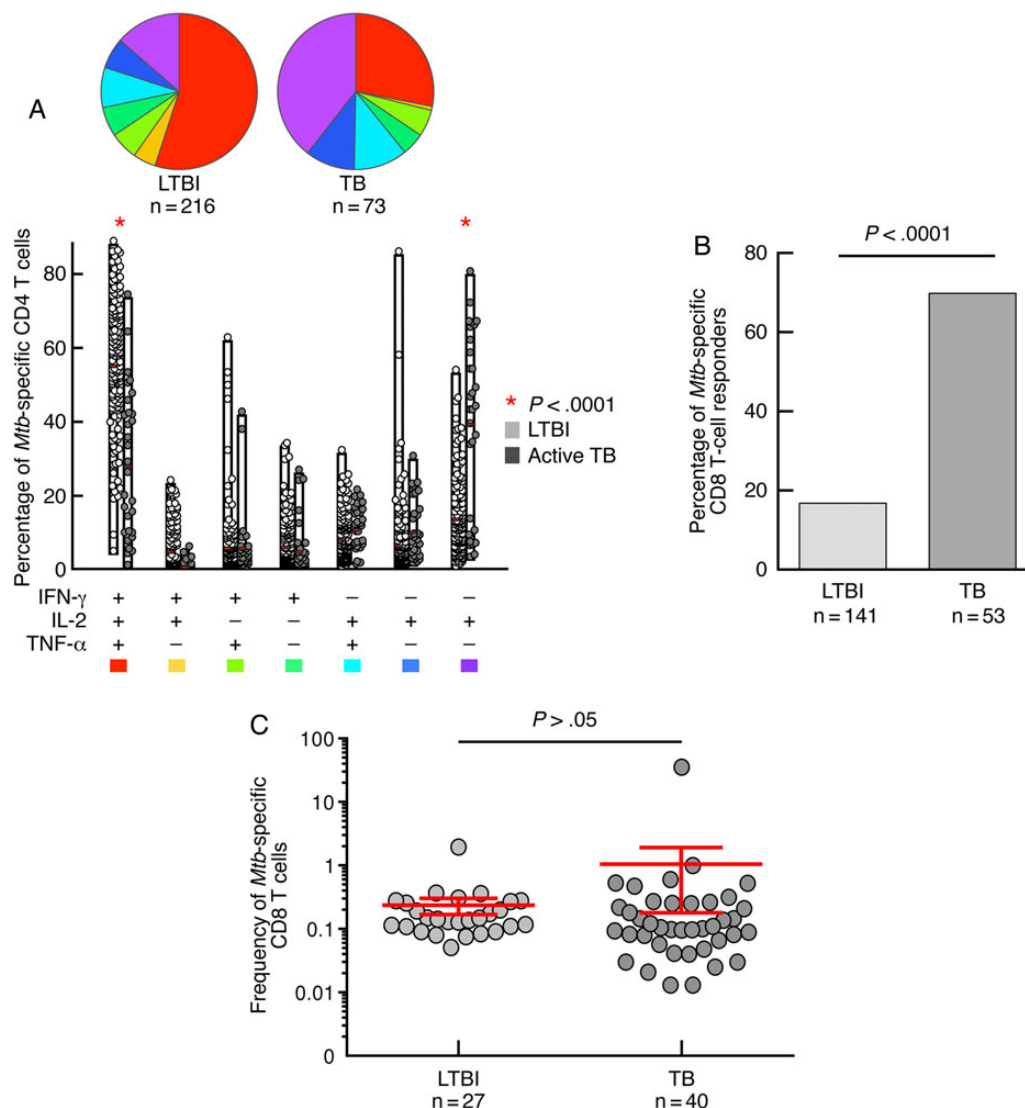 A
LTBI
n=216
TB
n=73
*
*
Percentage of Mtb-specific CD4 T cells
80
60
40
20
0
* P < .0001
LTBI
Active TB
IFN-γ + + + + – – –
IL-2 + + – – + + +
TNF-α + – + – + – –
B
P < .0001
Percentage of Mtb-specific
CD8 T-cell responders
80
60
40
20
0
LTBI
n=141
TB
n=53
C
P > .05
Frequency of Mtb-specific
CD8 T cells
100
10
1
0.1
0.01
0
LTBI
n=27
TB
n=40